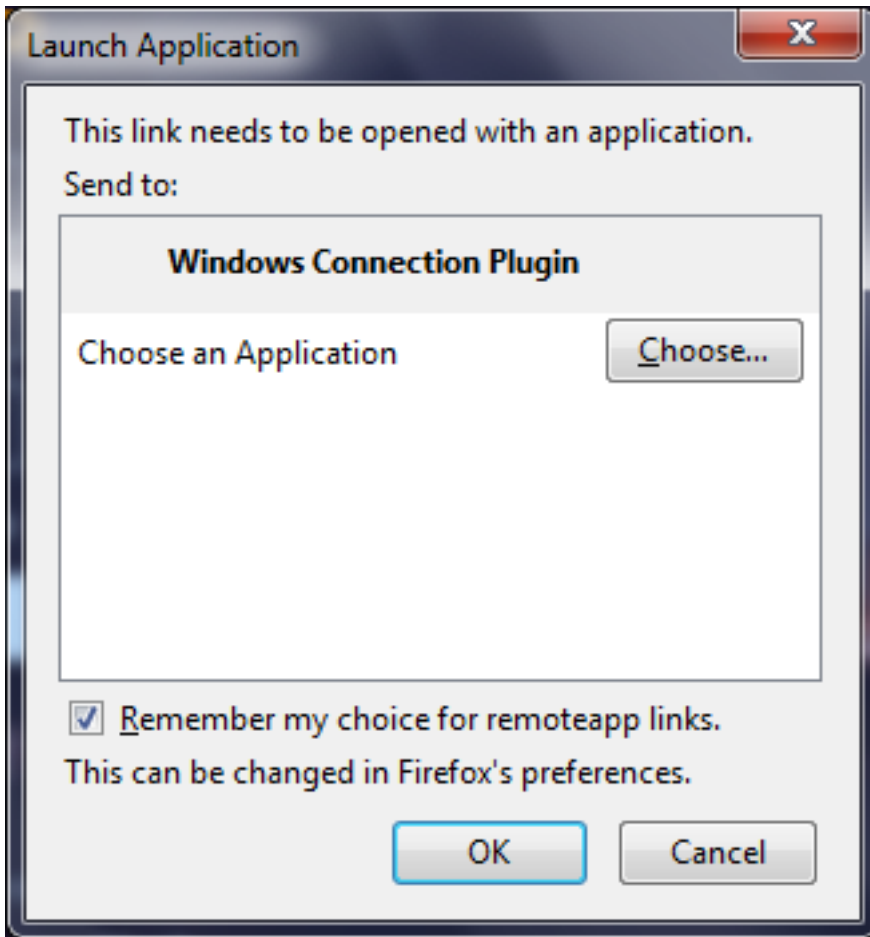 Launch Application
This link needs to be opened with an application.
Send to:
Windows Connection Plugin
Choose an Application
Choose...
Remember my choice for remoteapp links.
This can be changed in Firefox's preferences.
OK
Cancel